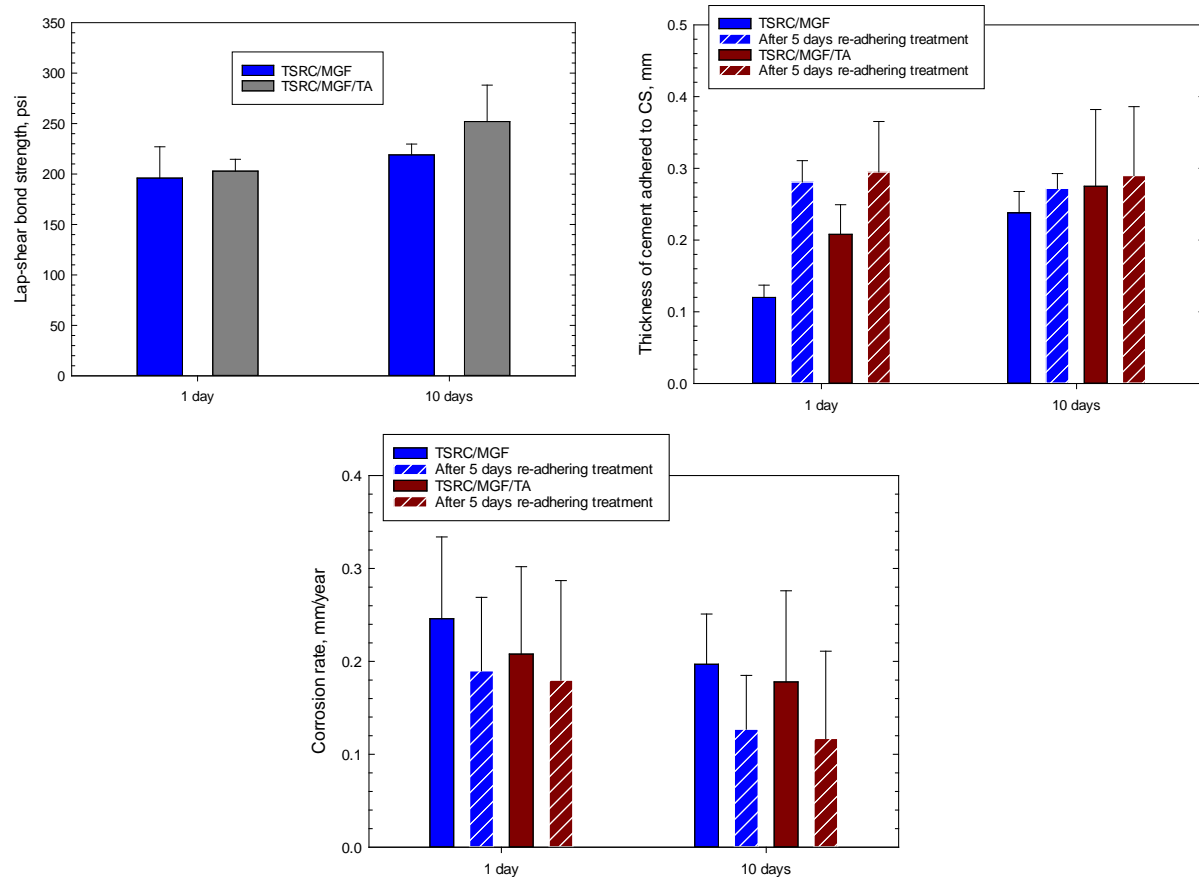 350
300
250
200
150
100
50
0
Lap-shear bond strength, psi
TSRC/MGF
TSRC/MGF/TA
1 day
10 days
0.5
0.4
0.3
0.2
0.1
0.0
Thickness of cement adhered to CS, mm
TSRC/MGF
After 5 days re-adhering treatment
TSRC/MGF/TA
After 5 days re-adhering treatment
1 day
10 days
0.4
0.3
0.2
0.1
0.0
Corrosion rate, mm/year
TSRC/MGF
After 5 days re-adhering treatment
TSRC/MGF/TA
After 5 days re-adhering treatment
1 day
10 days